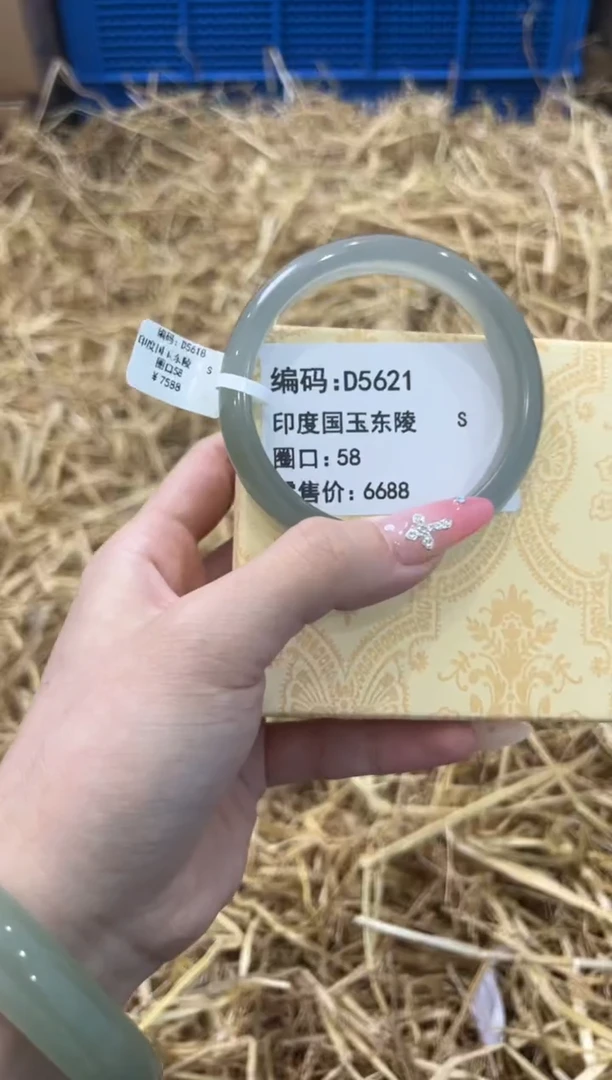 编码: D5618
印度国玉东陵 S
圈口58
￥7588
编码:D5621
印度国玉东陵 S
圈口: 58
售价: 6688